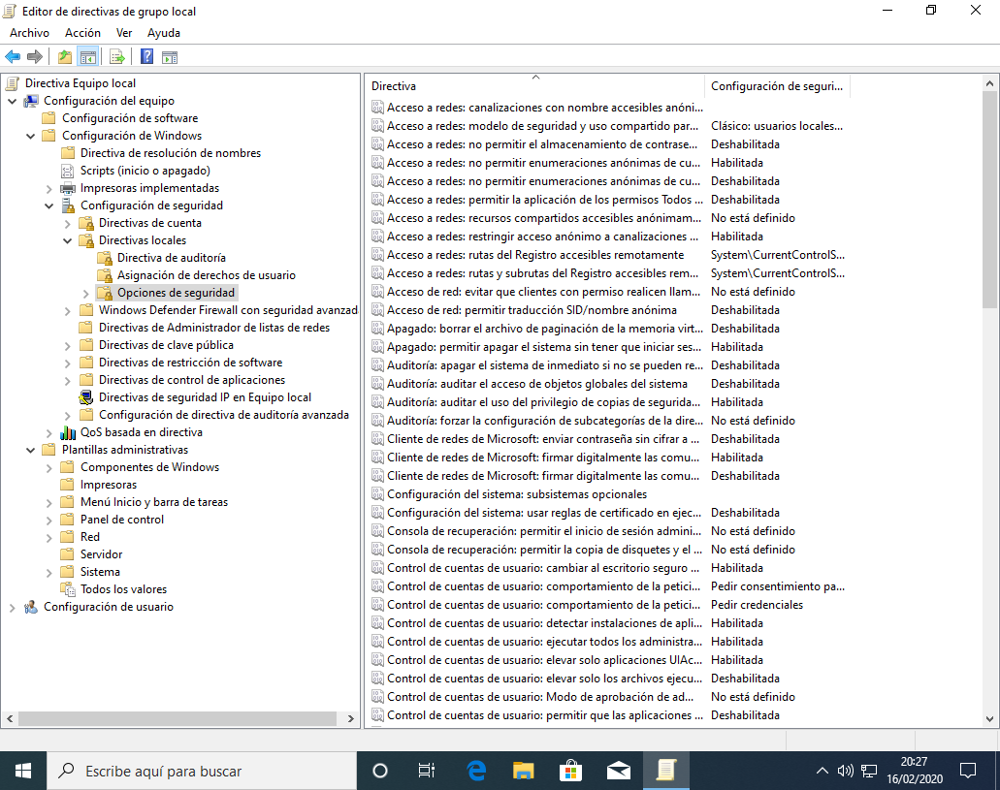 Editor de directivas de grupo local
Archivo Acción Ver Ayuda
Directiva Equipo local
Configuración del equipo
Configuración de software
Configuración de Windows
Directiva de resolución de nombres
Scripts (inicio o apagado)
Impresoras implementadas
Configuración de seguridad
Directivas de cuenta
Directivas locales
Directiva de auditoría
Asignación de derechos de usuario
Opciones de seguridad
Windows Defender Firewall con seguridad avanzad
Directivas de Administrador de listas de redes
Directivas de clave pública
Directivas de restricción de software
Directivas de control de aplicaciones
Directivas de seguridad IP en Equipo local
Configuración de directiva de auditoría avanzada
QoS basada en directiva
Plantillas administrativas
Componentes de Windows
Impresoras
Menú Inicio y barra de tareas
Panel de control
Red
Servidor
Sistema
Todos los valores
Configuración de usuario
Directiva Configuración de seguri...
Acceso a redes: canalizaciones con nombre accesibles anóni...
Acceso a redes: modelo de seguridad y uso compartido par... Clásico: usuarios locales...
Acceso a redes: no permitir el almacenamiento de contrase... Deshabilitada
Acceso a redes: no permitir enumeraciones anónimas de cu... Habilitada
Acceso a redes: no permitir enumeraciones anónimas de cu... Deshabilitada
Acceso a redes: permitir la aplicación de los permisos Todos ... Deshabilitada
Acceso a redes: recursos compartidos accesibles anónimam... No está definido
Acceso a redes: restringir acceso anónimo a canalizaciones ... Habilitada
Acceso a redes: rutas del Registro accesibles remotamente System\CurrentControlS...
Acceso a redes: rutas y subrutas del Registro accesibles rem... System\CurrentControlS...
Acceso de red: evitar que clientes con permiso realicen llam... No está definido
Acceso de red: permitir traducción SID/nombre anónima Deshabilitada
Apagado: borrar el archivo de paginación de la memoria virt... Deshabilitada
Apagado: permitir apagar el sistema sin tener que iniciar ses... Habilitada
Auditoría: apagar el sistema de inmediato si no se pueden re... Deshabilitada
Auditoría: auditar el acceso de objetos globales del sistema Deshabilitada
Auditoría: auditar el uso del privilegio de copias de segurida... Habilitada
Auditoría: forzar la configuración de subcategorías de la dire... No está definido
Cliente de redes de Microsoft: enviar contraseña sin cifrar a ... Deshabilitada
Cliente de redes de Microsoft: firmar digitalmente las comu... Habilitada
Cliente de redes de Microsoft: firmar digitalmente las comu... Deshabilitada
Configuración del sistema: subsistemas opcionales
Configuración del sistema: usar reglas de certificado en ejec... Deshabilitada
Consola de recuperación: permitir el inicio de sesión admini... No está definido
Consola de recuperación: permitir la copia de disquetes y el ... No está definido
Control de cuentas de usuario: cambiar al escritorio seguro ... Habilitada
Control de cuentas de usuario: comportamiento de la petici... Pedir consentimiento pa...
Control de cuentas de usuario: comportamiento de la petici... Pedir credenciales
Control de cuentas de usuario: detectar instalaciones de apli... Habilitada
Control de cuentas de usuario: ejecutar todos los administra... Habilitada
Control de cuentas de usuario: elevar solo aplicaciones UIAc... Habilitada
Control de cuentas de usuario: elevar solo los archivos ejecu... Deshabilitada
Control de cuentas de usuario: Modo de aprobación de ad... No está definido
Control de cuentas de usuario: permitir que las aplicaciones ... Deshabilitada
Escribe aquí para buscar
20:27
16/02/2020